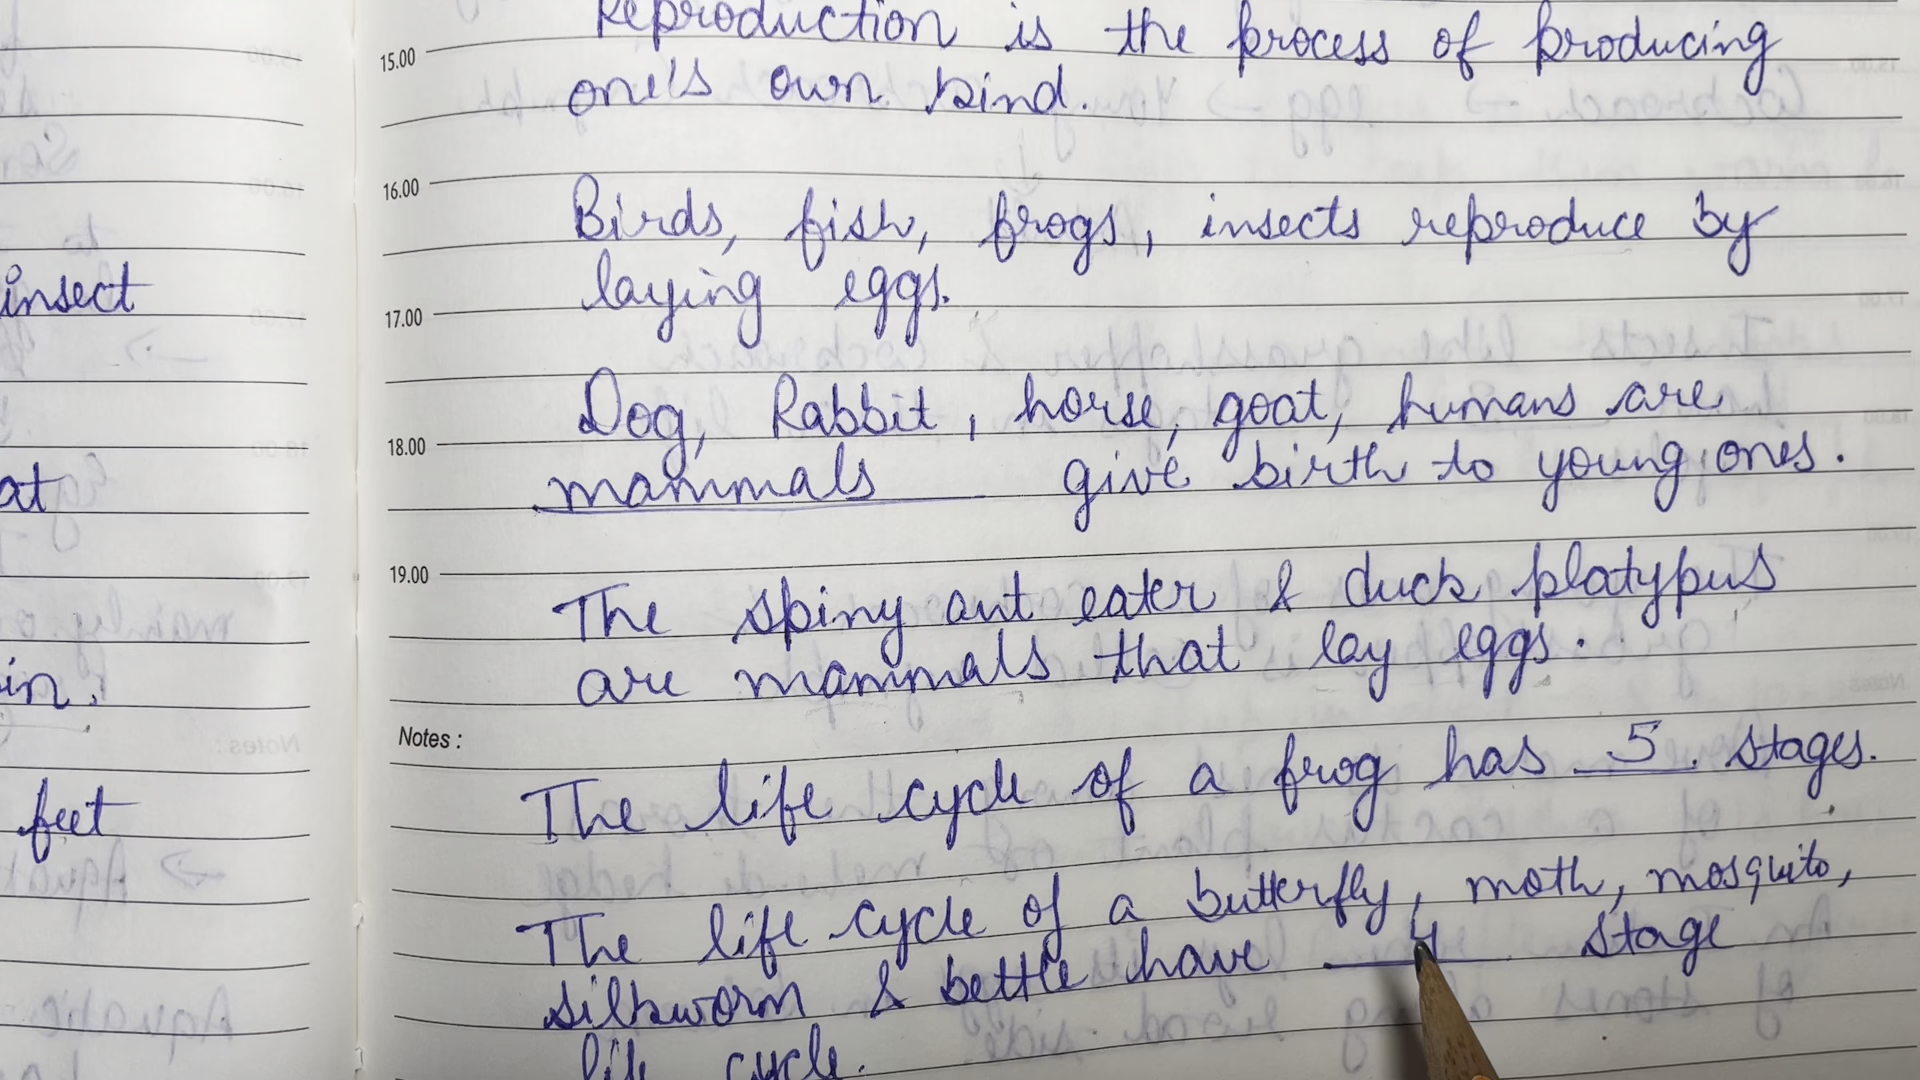 Reproduction is the process of producing
15.00
one's own kind.
16.00
Birds, fish, frogs, insects reproduce by
laying eggs.
insect
17.00
Dog, Rabbit, horse, goat, humans are
18.00
mammals give birth to young ones.
at
19.00
The spiny ant eater & duck platypus
are mammals that lay eggs.
in.
Notes :
The life cycle of a frog has 5. stages.
feet
The life cycle of a butterfly, moth, mosquito,
silkworm & bettle have 4 stage
life cycle.